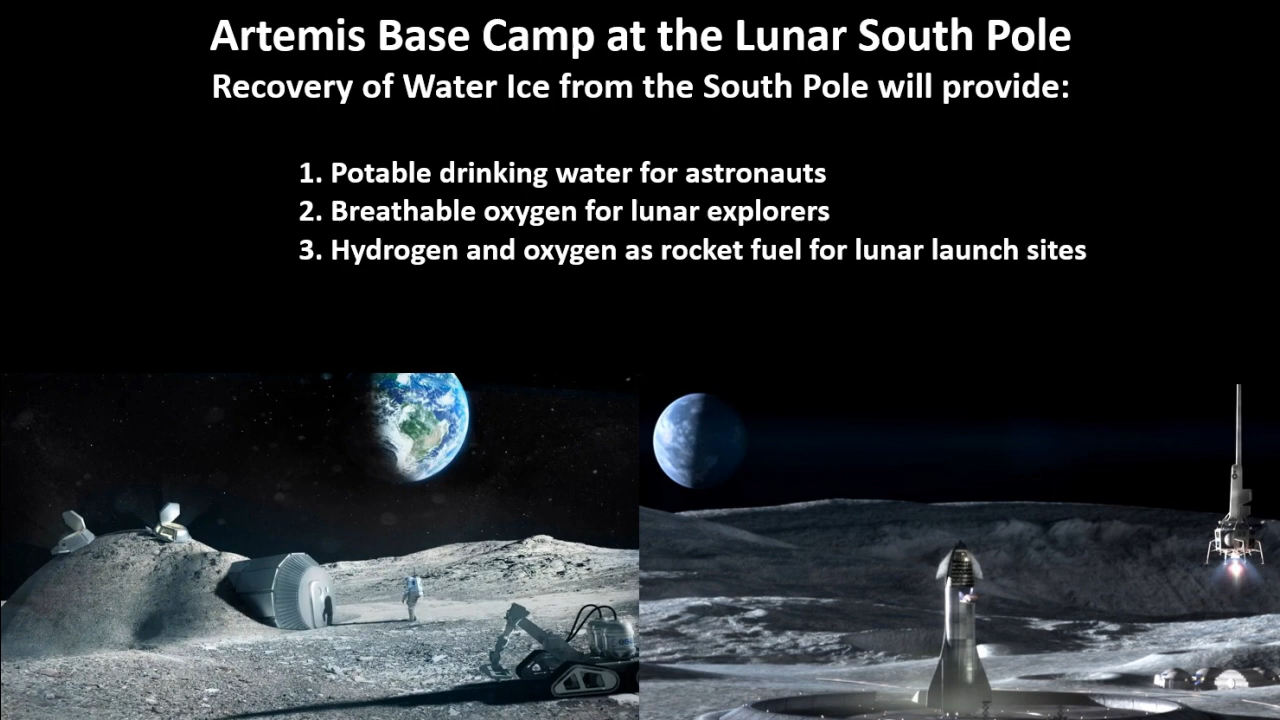 Artemis Base Camp at the Lunar South Pole
Recovery of Water Ice from the South Pole will provide:
1. Potable drinking water for astronauts
2. Breathable oxygen for lunar explorers
3. Hydrogen and oxygen as rocket fuel for lunar launch sites